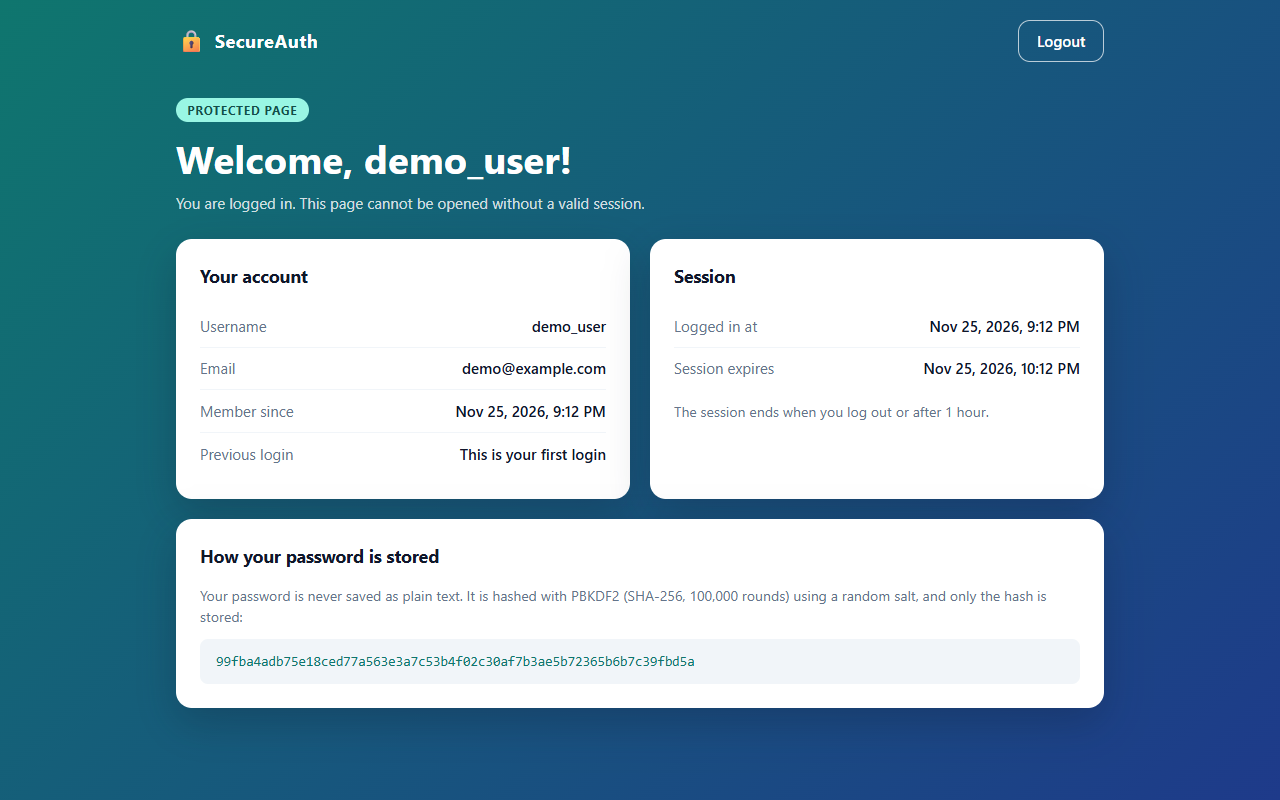 SecureAuth
Logout
PROTECTED PAGE
Welcome, demo_user!
You are logged in. This page cannot be opened without a valid session.
Your account
Username demo_user
Email demo@example.com
Member since Nov 25, 2026, 9:12 PM
Previous login This is your first login
Session
Logged in at Nov 25, 2026, 9:12 PM
Session expires Nov 25, 2026, 10:12 PM
The session ends when you log out or after 1 hour.
How your password is stored
Your password is never saved as plain text. It is hashed with PBKDF2 (SHA-256, 100,000 rounds) using a random salt, and only the hash is
stored:
99fba4adb75e18ced77a563e3a7c53b4f02c30af7b3ae5b72365b6b7c39fbd5a